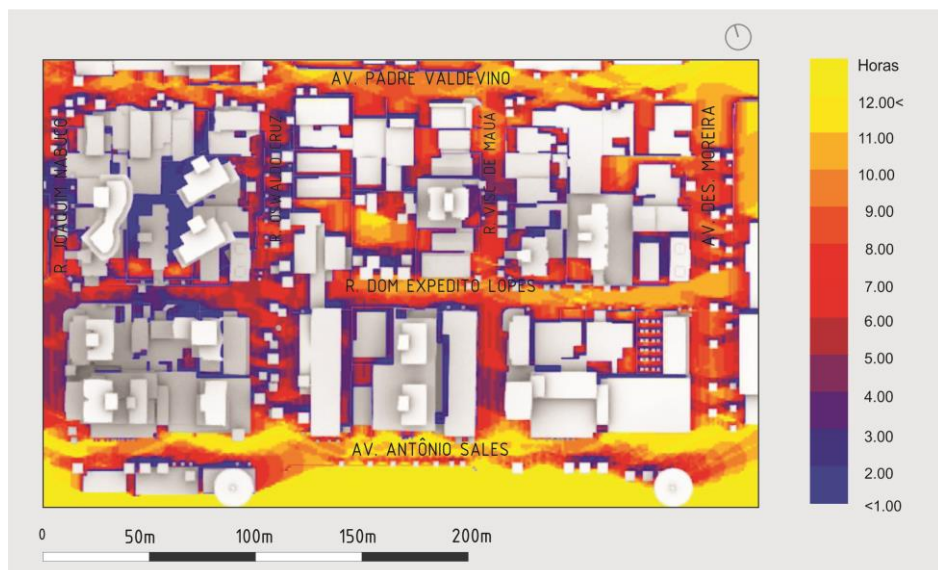 AV. PADRE VALDEVINO
R. JOAQUIM NABUCO
R. OSWALDO CRUZ
R. VISC DE MAUÁ
AV. DES. MOREIRA
R. DOM EXPEDITO LOPES
AV. ANTÔNIO SALES
Horas
12.00<
11.00
10.00
9.00
8.00
7.00
6.00
5.00
4.00
3.00
2.00
<1.00
0 50m 100m 150m 200m